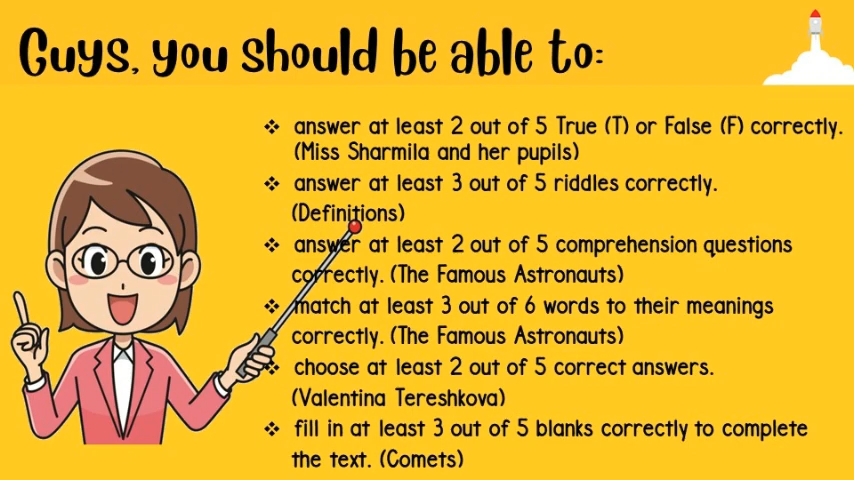 Guys, you should be able to:
❖ answer at least 2 out of 5 True (T) or False (F) correctly.
(Miss Sharmila and her pupils)
❖ answer at least 3 out of 5 riddles correctly.
(Definitions)
❖ answer at least 2 out of 5 comprehension questions
correctly. (The Famous Astronauts)
❖ match at least 3 out of 6 words to their meanings
correctly. (The Famous Astronauts)
❖ choose at least 2 out of 5 correct answers.
(Valentina Tereshkova)
❖ fill in at least 3 out of 5 blanks correctly to complete
the text. (Comets)